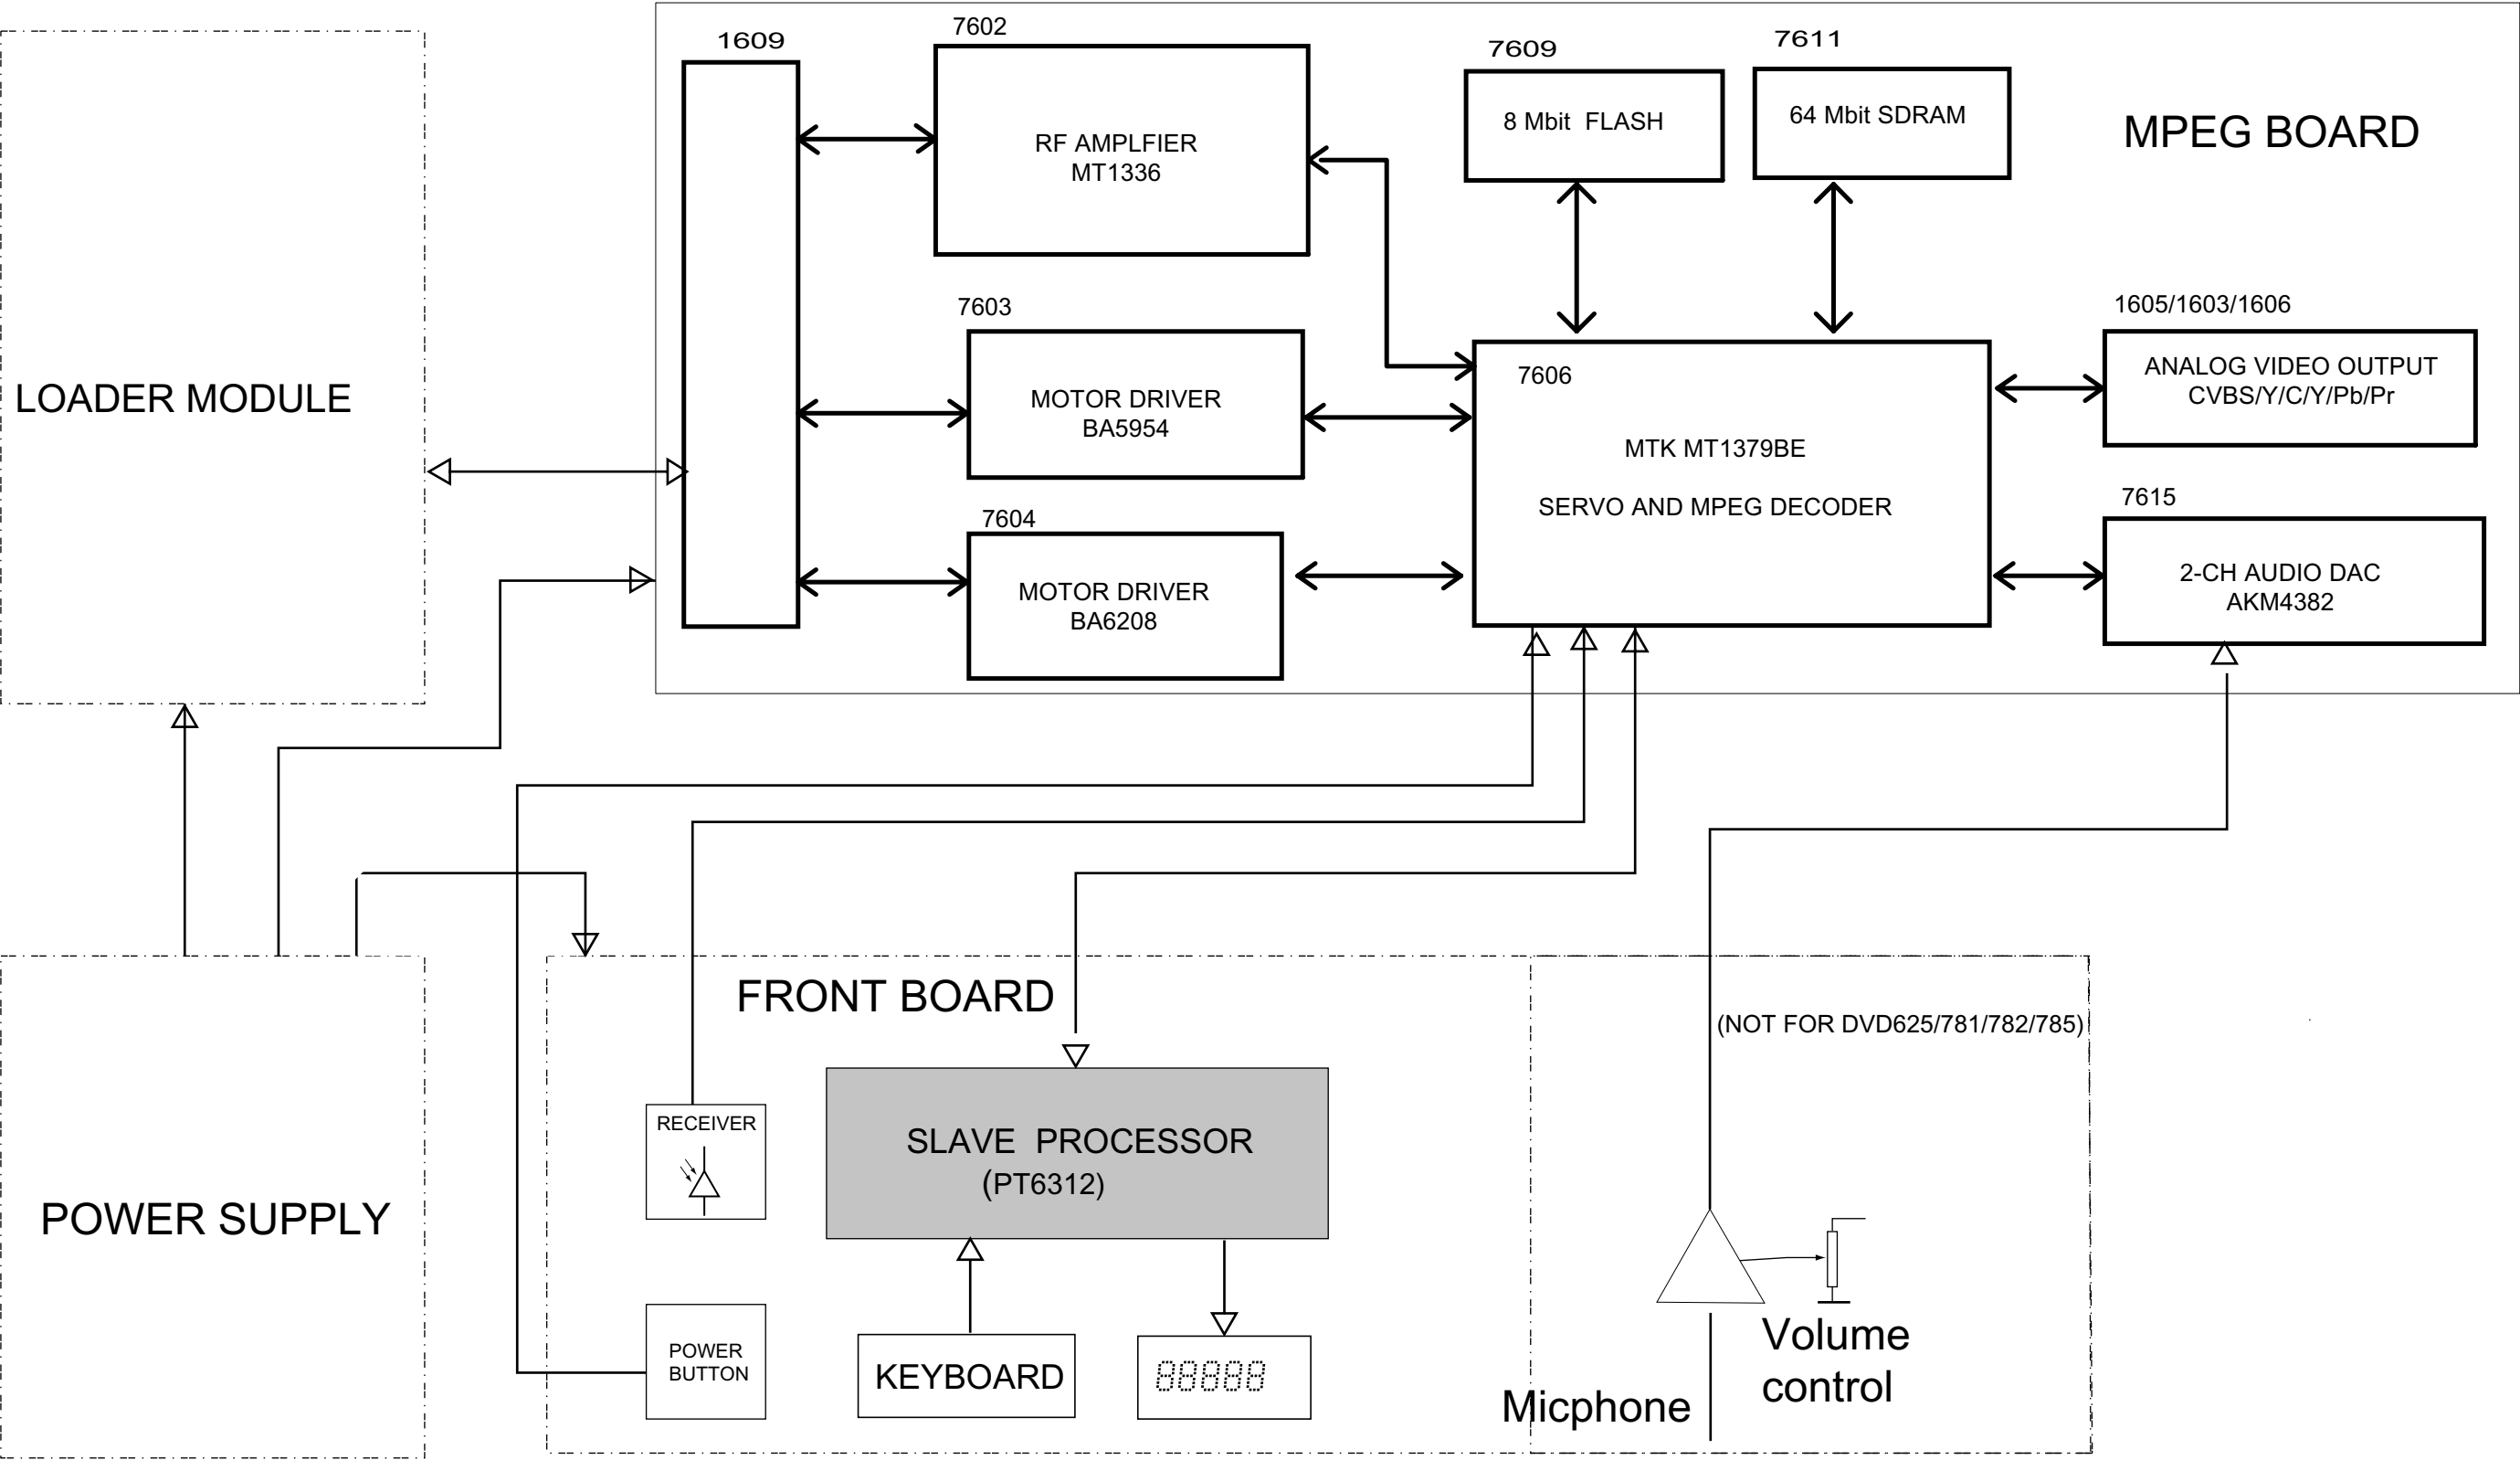 1609
7602
7609
7611
RF AMPLFIER
MT1336
8 Mbit  FLASH
64 Mbit SDRAM
MPEG BOARD
LOADER MODULE
7603
MOTOR DRIVER
BA5954
7604
MOTOR DRIVER
BA6208
7606
MTK MT1379BE
SERVO AND MPEG DECODER
1605/1603/1606
ANALOG VIDEO OUTPUT
CVBS/Y/C/Y/Pb/Pr
7615
2-CH AUDIO DAC
AKM4382
POWER SUPPLY
FRONT BOARD
(NOT FOR DVD625/781/782/785)
RECEIVER
SLAVE  PROCESSOR
(PT6312)
POWER
BUTTON
KEYBOARD
88888
Micphone
Volume
control